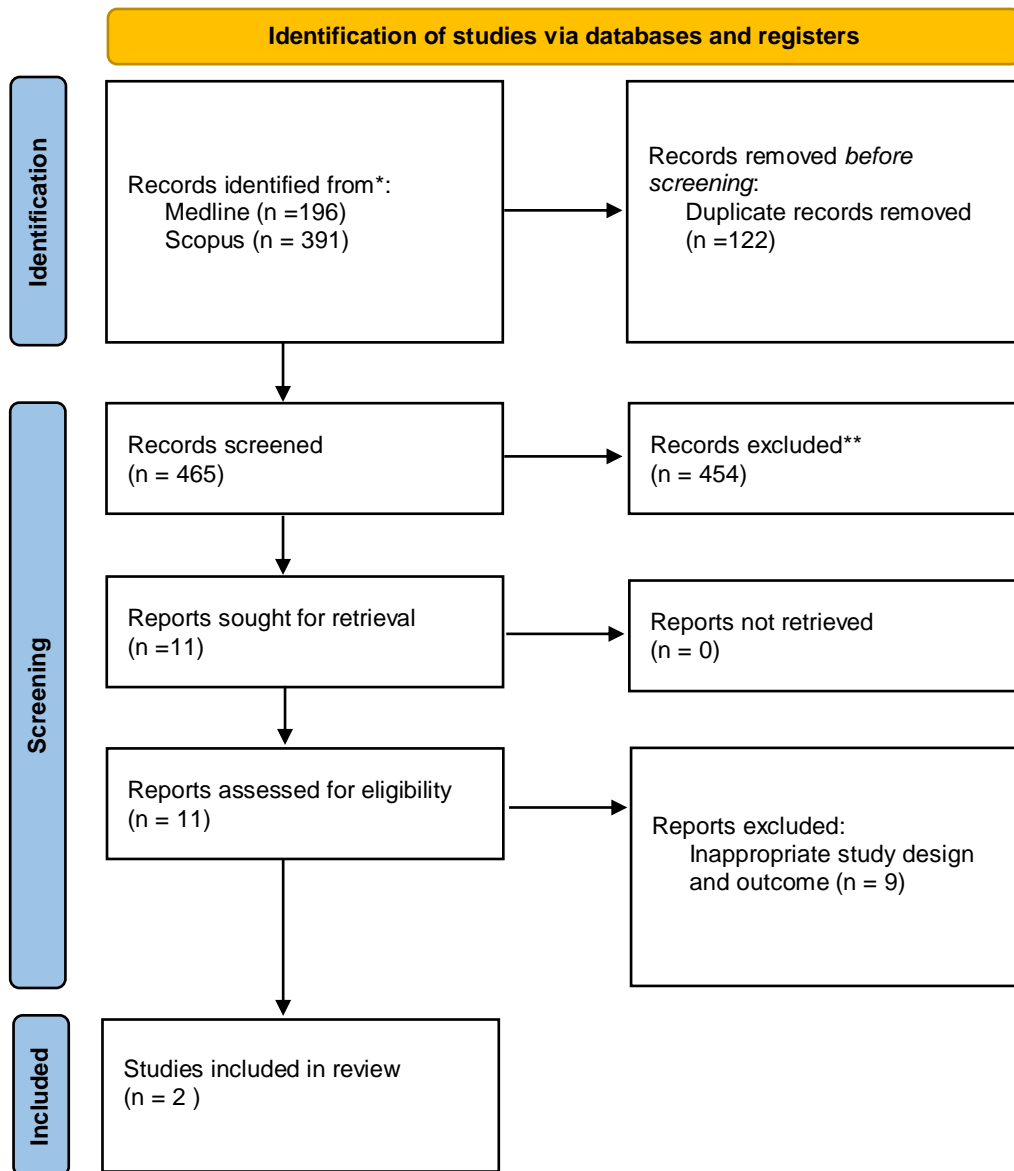 Identification of studies via databases and registers
Identification
Records identified from*:
Medline (n =196)
Scopus (n = 391)
Records removed before
screening:
Duplicate records removed
(n =122)
Screening
Records screened
(n = 465)
Records excluded**
(n = 454)
Reports sought for retrieval
(n =11)
Reports not retrieved
(n = 0)
Reports assessed for eligibility
(n = 11)
Reports excluded:
Inappropriate study design
and outcome (n = 9)
Included
Studies included in review
(n = 2 )